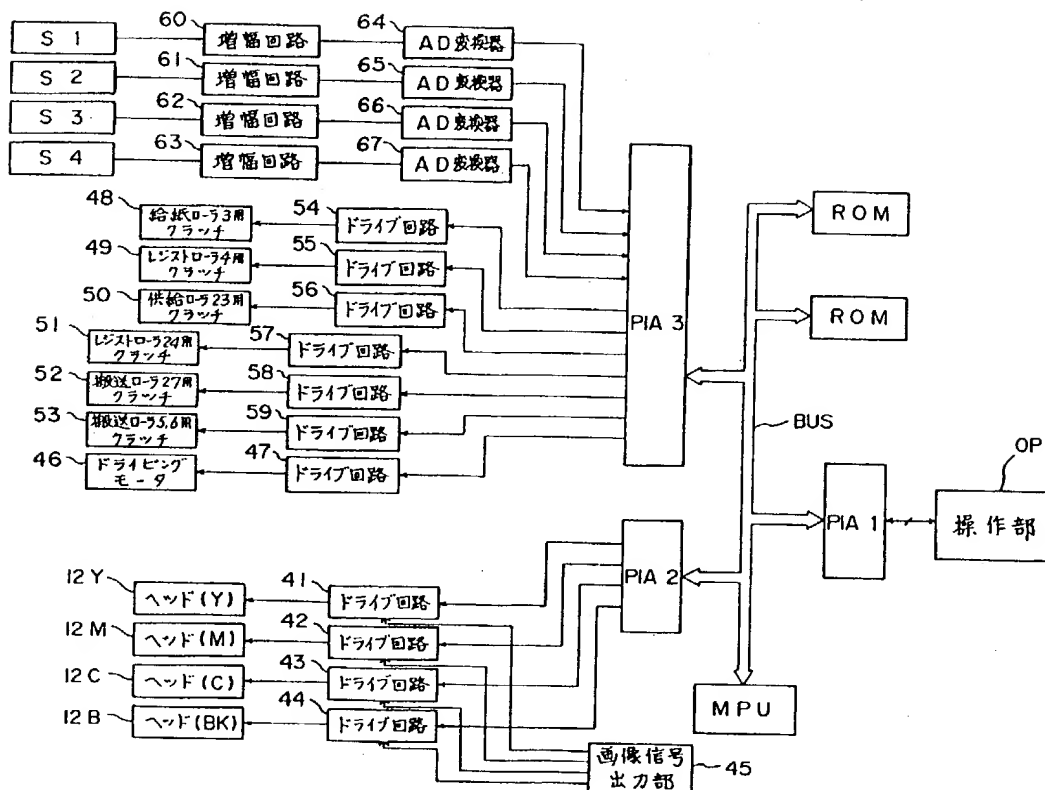 S 1
60
増幅回路
64
AD変換器
S 2
61
増幅回路
65
AD変換器
S 3
62
増幅回路
66
AD変換器
S 4
63
増幅回路
67
AD変換器
48
給紙ローラ3用
クラッチ
54
ドライブ回路
49
レジストローラ4用
クラッチ
55
ドライブ回路
50
供給ローラ23用
クラッチ
56
ドライブ回路
51
レジストローラ24用
クラッチ
57
ドライブ回路
52
搬送ローラ27用
クラッチ
58
ドライブ回路
53
搬送ローラ5,6用
クラッチ
59
ドライブ回路
46
ドライビング
モータ
47
ドライブ回路
PIA 3
ROM
ROM
BUS
OP
PIA 1
操作部
PIA 2
MPU
12Y
ヘッド(Y)
41
ドライブ回路
12M
ヘッド(M)
42
ドライブ回路
12C
ヘッド(C)
43
ドライブ回路
12B
ヘッド(BK)
44
ドライブ回路
画像信号
出力部
45